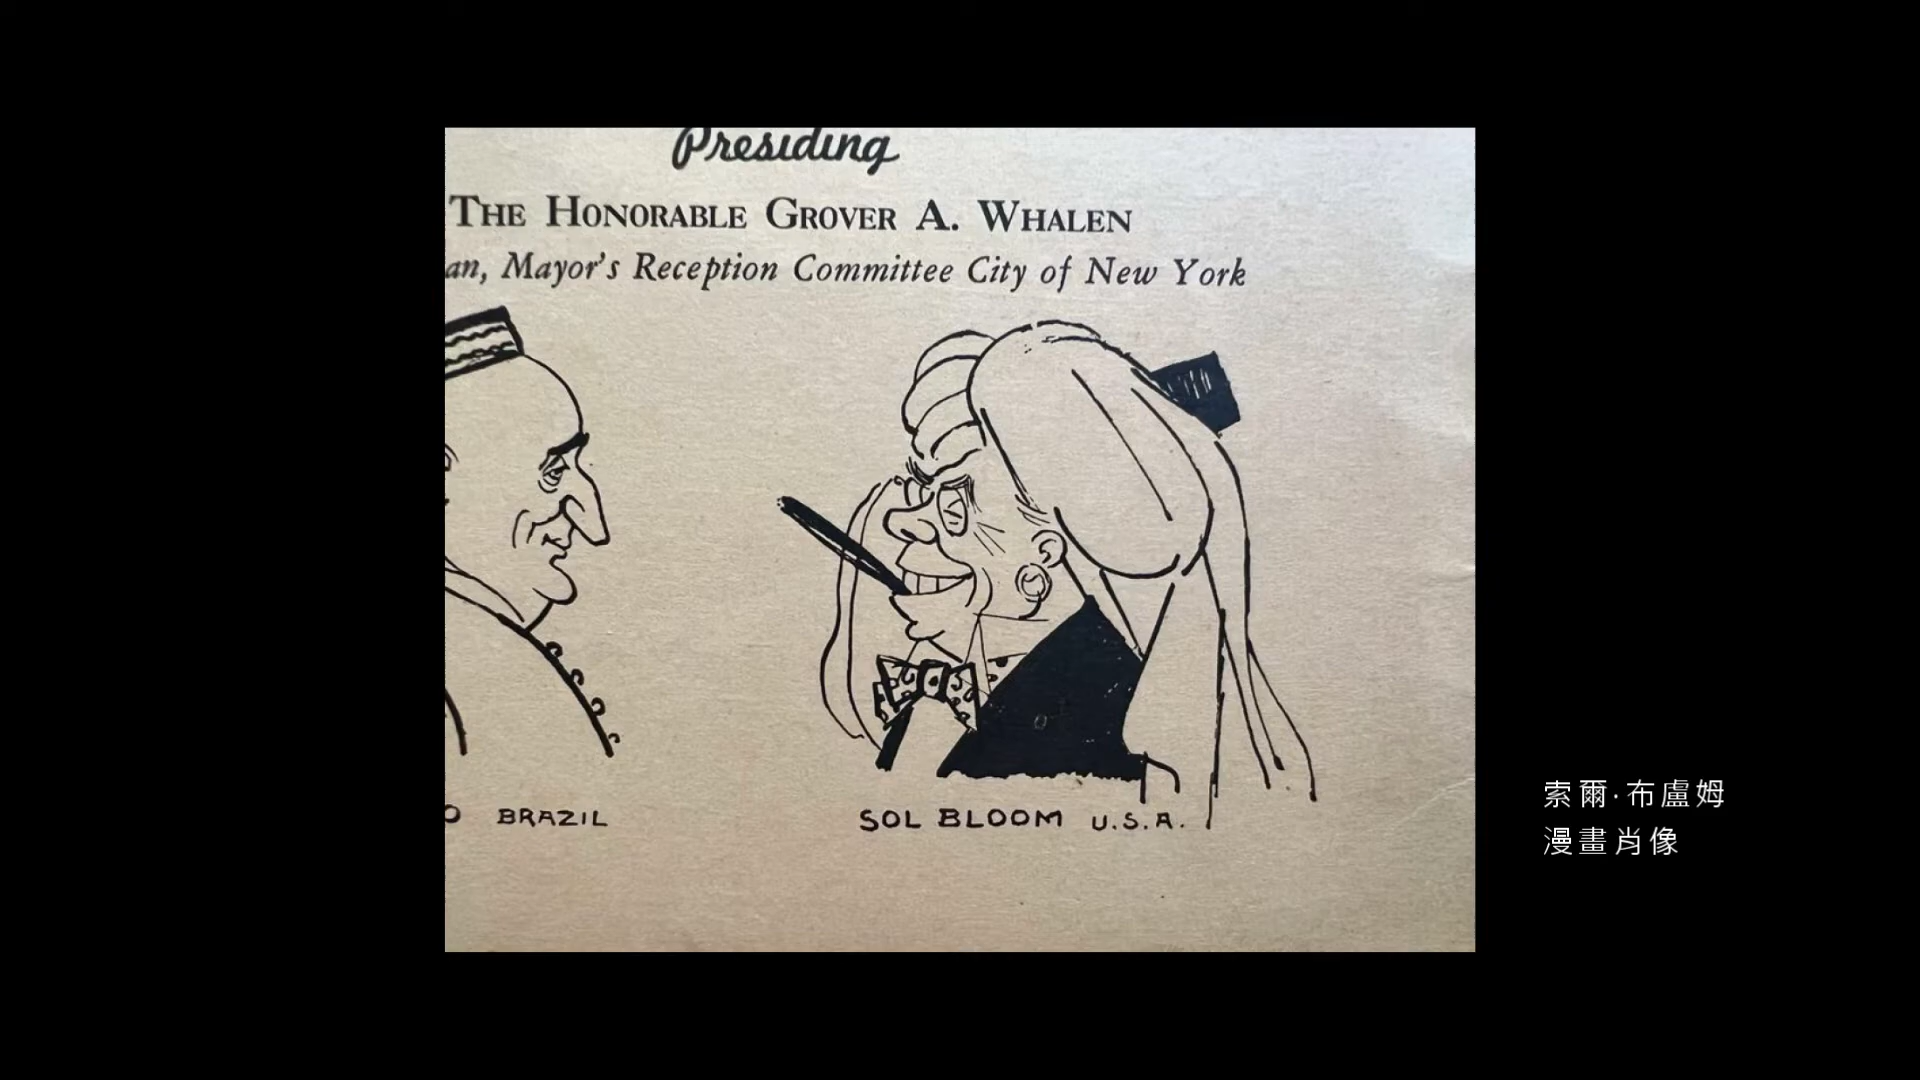 Presiding
THE HONORABLE GROVER A. WHALEN
an, Mayor's Reception Committee City of New York
O BRAZIL
SOL BLOOM U.S.A.
索爾·布盧姆
漫畫肖像